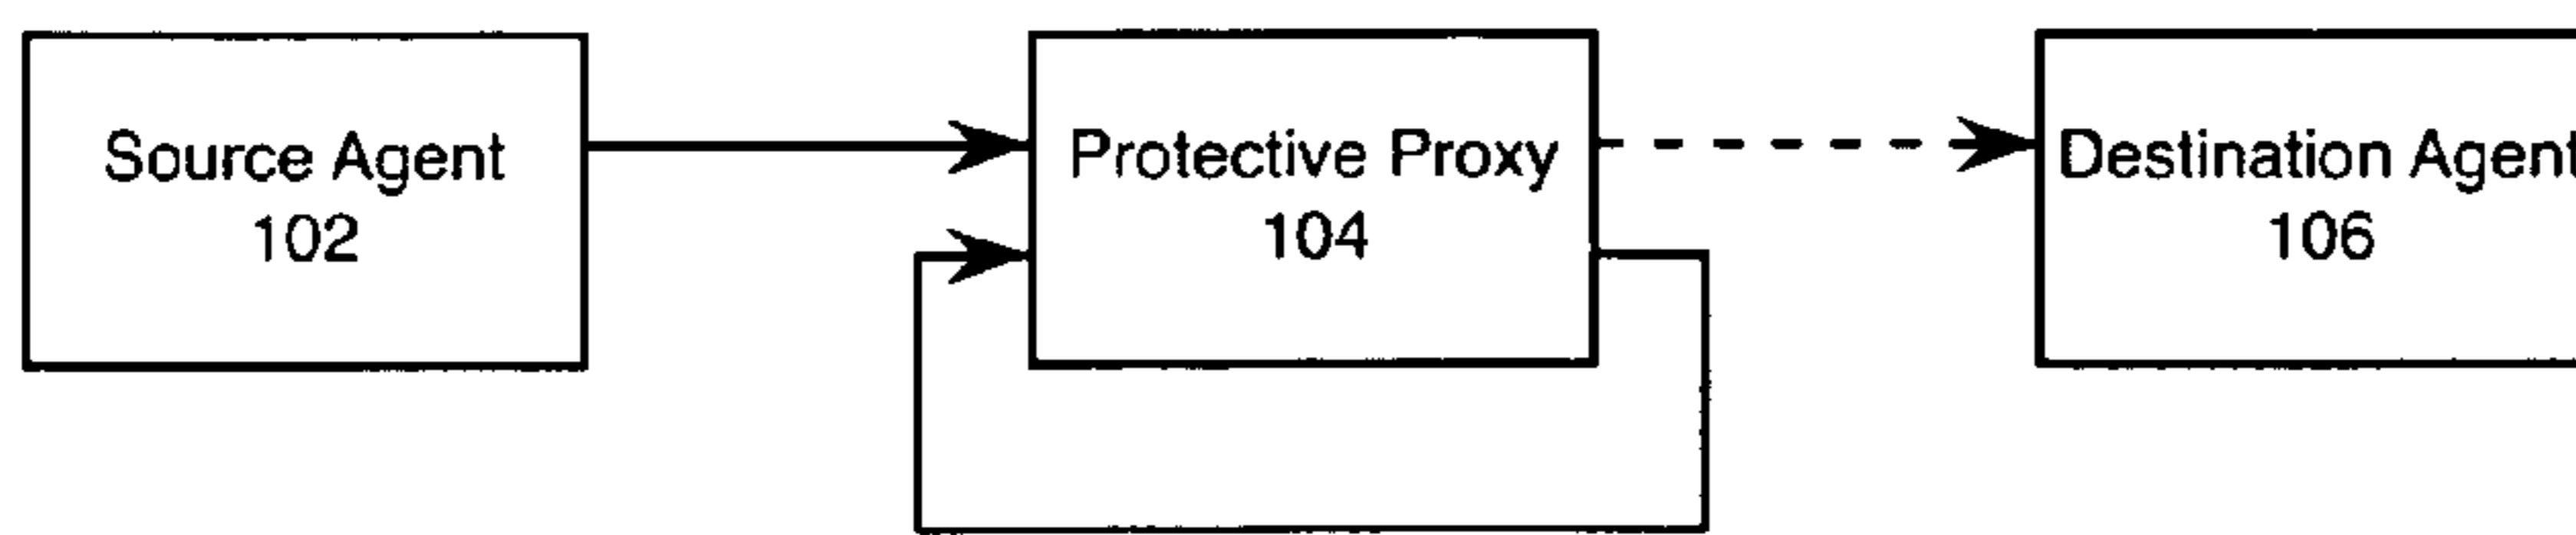 Source Agent
102
Protective Proxy
104
Destination Agent
106